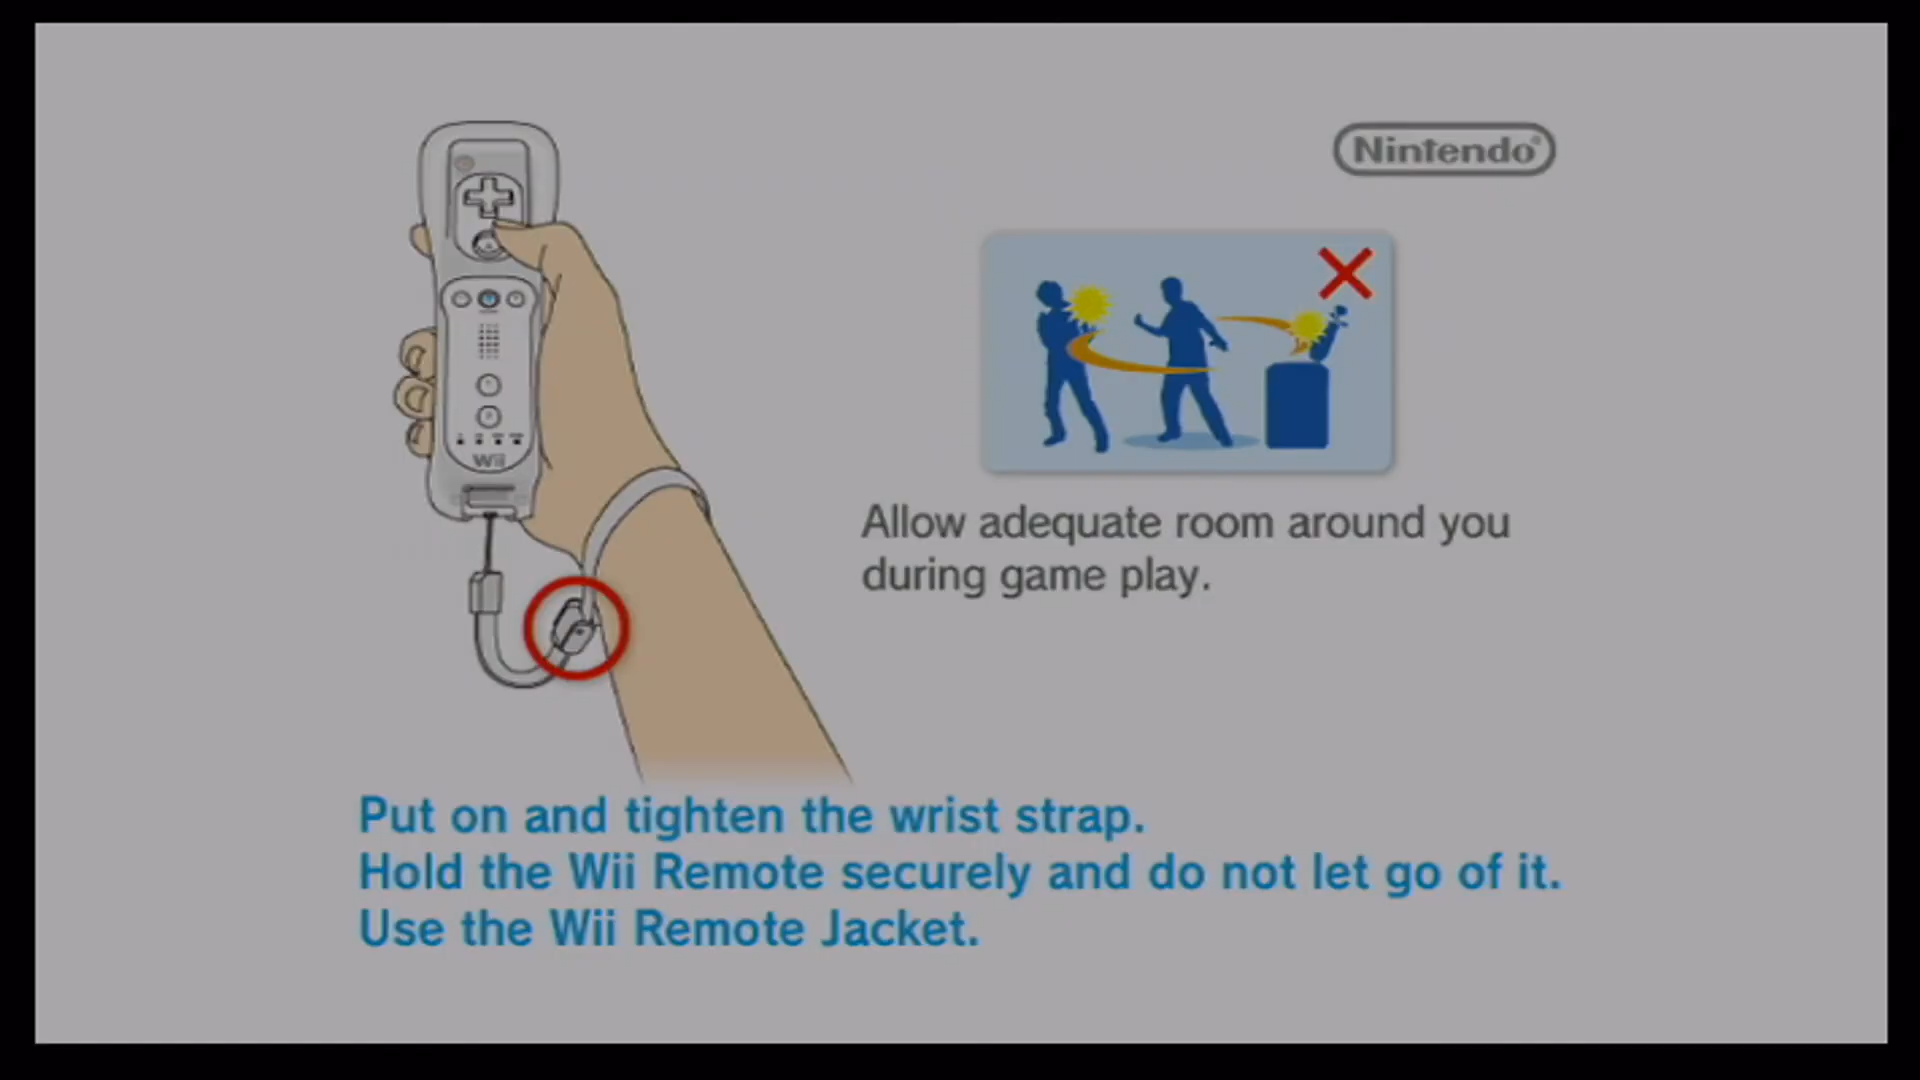 Nintendo®
Allow adequate room around you
during game play.
Wii
Put on and tighten the wrist strap.
Hold the Wii Remote securely and do not let go of it.
Use the Wii Remote Jacket.